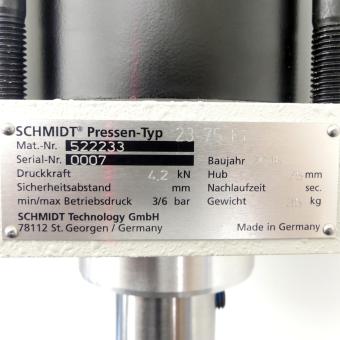 SCHMIDT® Pressen-Typ 23-75
Mat.-Nr. 522233
Serial-Nr. 0007 Baujahr
Druckkraft 4,2 kN Hub mm
Sicherheitsabstand mm Nachlaufzeit sec.
min/max Betriebsdruck 3/6 bar Gewicht kg
SCHMIDT Technology GmbH
78112 St. Georgen / Germany Made in Germany